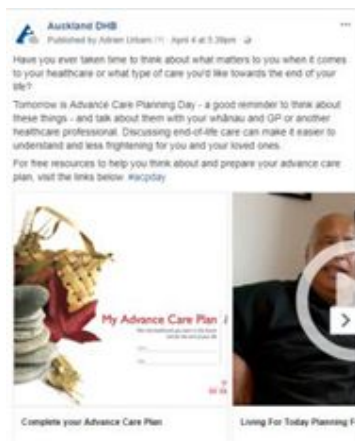 Auckland DHB
Published by Adrien Urbani · April 4 at 5:39pm ·
Have you ever taken time to think about what matters to you when it comes
to your healthcare or what type of care you'd like towards the end of your
life?
Tomorrow is Advance Care Planning Day - a good reminder to think about
these things - and talk about them with your whānau and GP or another
healthcare professional. Discussing end-of-life care can make it easier to
understand and less frightening for you and your loved ones.
For free resources to help you think about and prepare your advance care
plan, visit the links below. #acpday
My Advance Care Plan
Complete your Advance Care Plan
Living For Today Planning F